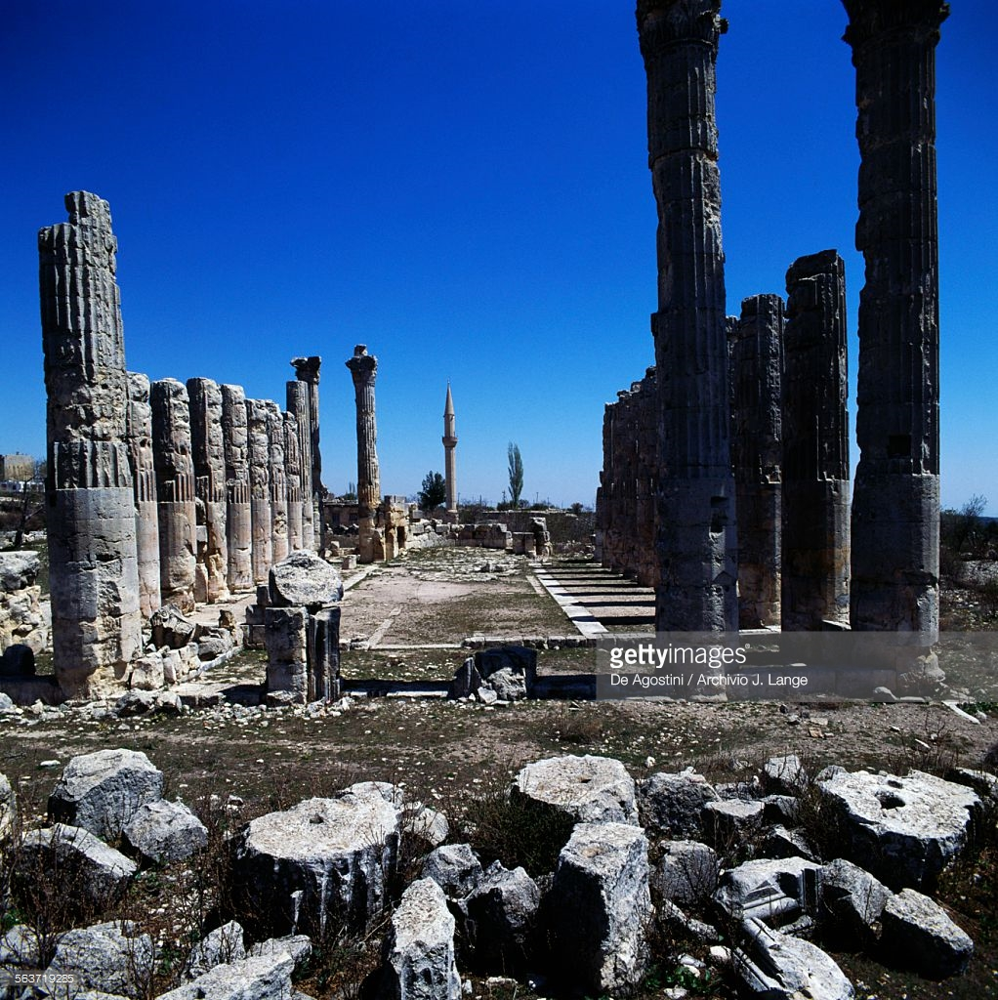 gettyimages
De Agostini / Archivio J. Lange
563719285